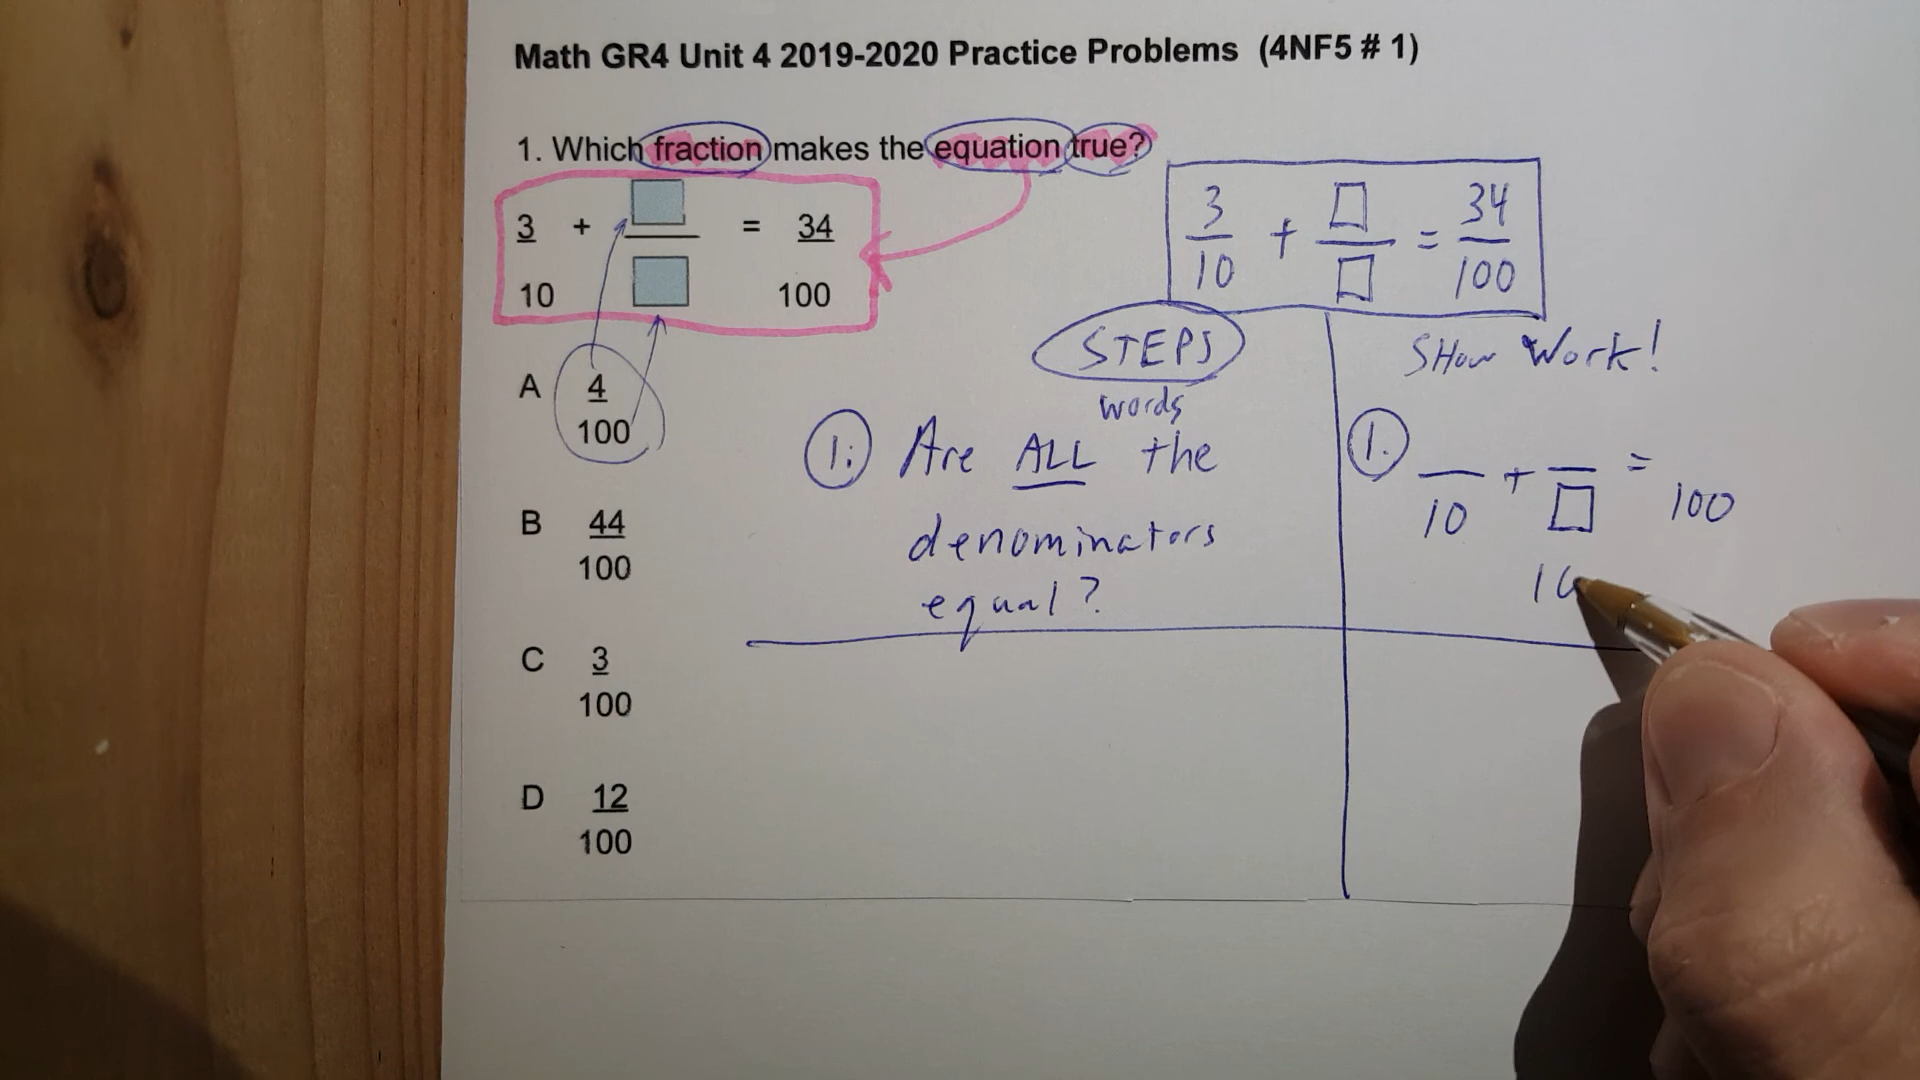 Math GR4 Unit 4 2019-2020 Practice Problems (4NF5 # 1)
1. Which fraction makes the equation true?
3 + = 34
10 100
3 + □ = 34
10 □ 100
STEPS
words
SHow Work!
A 4
100
B 44
100
C 3
100
D 12
100
1. Are ALL the
denominators
equal?
1. + =
10 □ 100
10